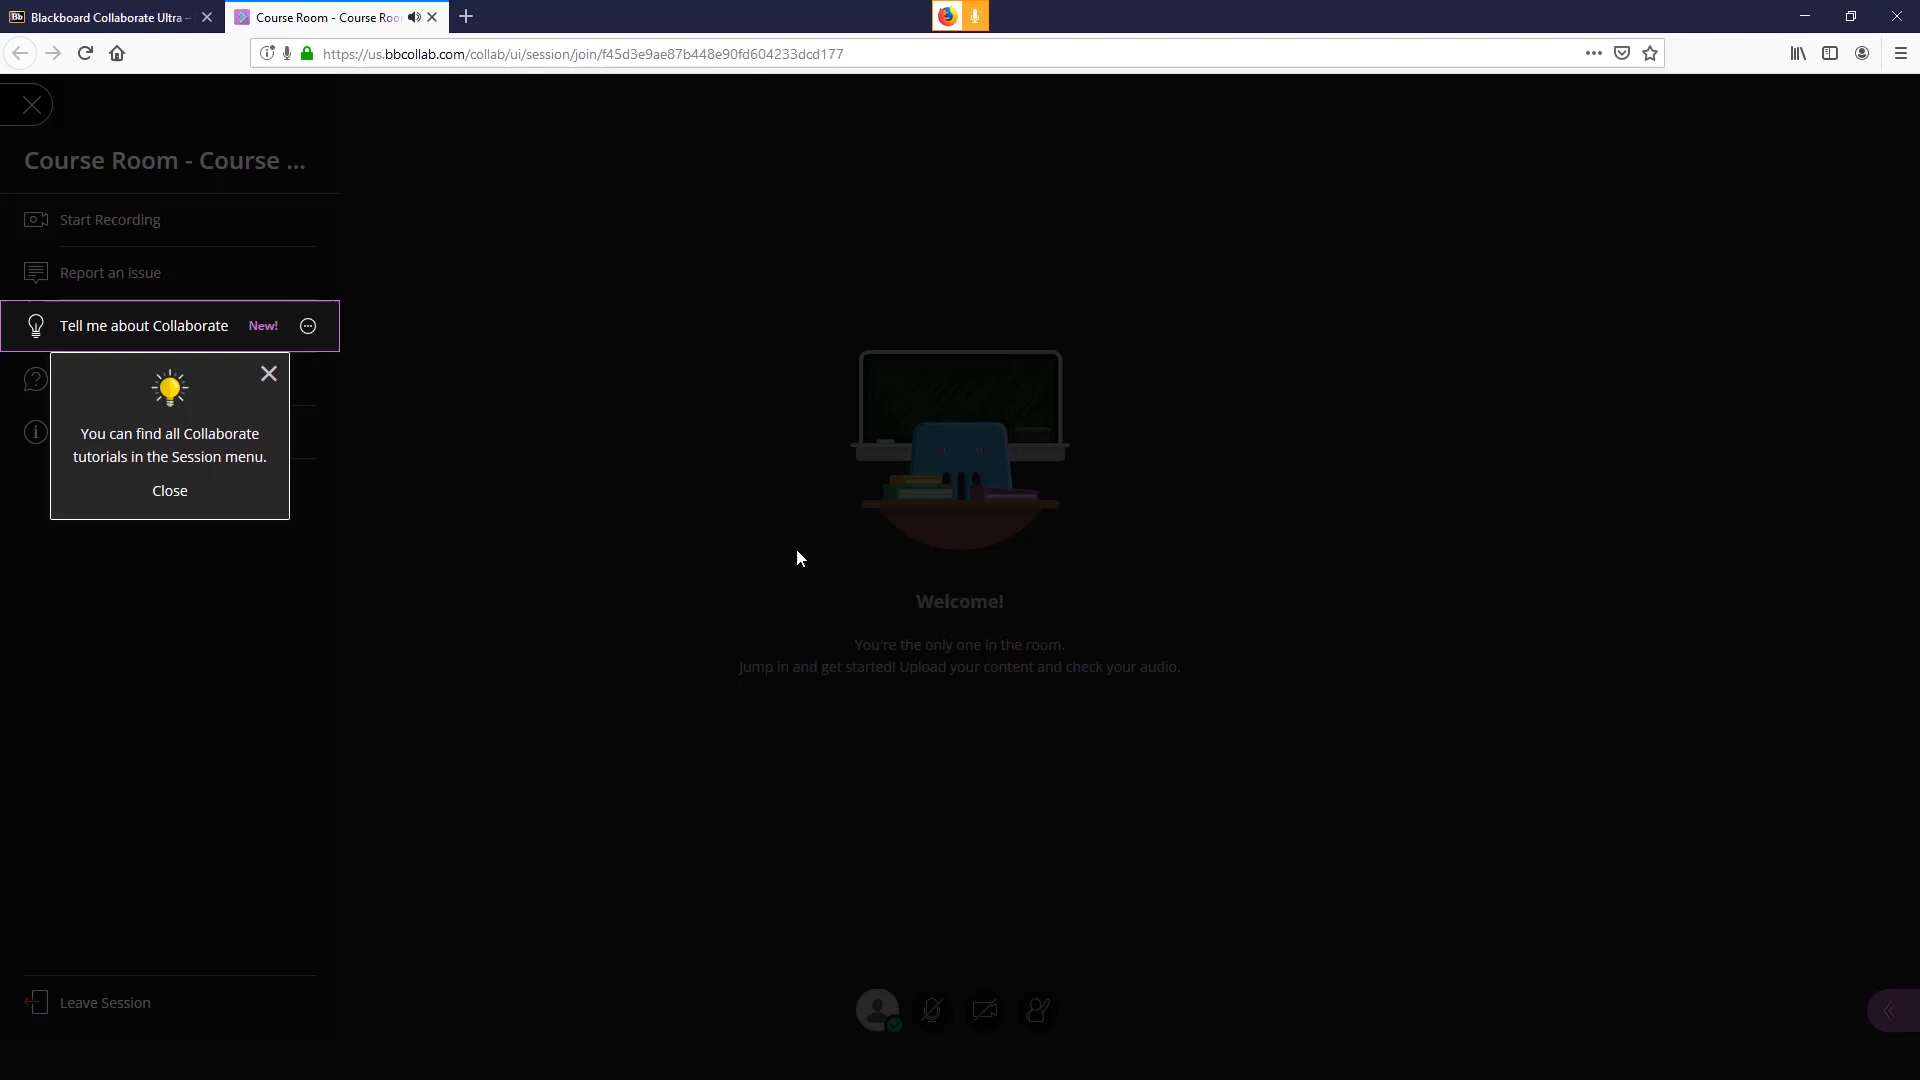 Blackboard Collaborate Ultra –
Course Room - Course Roo
https://us.bbcollab.com/collab/ui/session/join/f45d3e9ae87b448e90fd604233dcd177
Course Room - Course ...
Start Recording
Report an issue
Tell me about Collaborate New!
You can find all Collaborate
tutorials in the Session menu.
Close
Welcome!
You're the only one in the room.
Jump in and get started! Upload your content and check your audio.
Leave Session